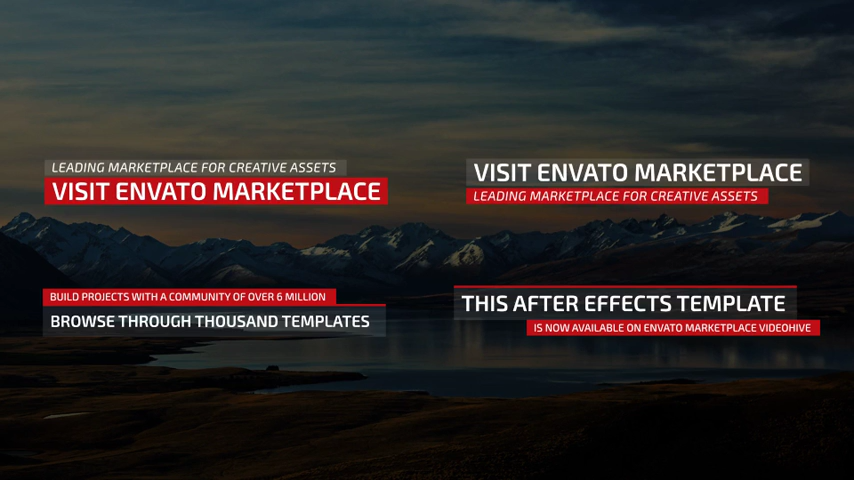 LEADING MARKETPLACE FOR CREATIVE ASSETS
VISIT ENVATO MARKETPLACE
VISIT ENVATO MARKETPLACE
LEADING MARKETPLACE FOR CREATIVE ASSETS
BUILD PROJECTS WITH A COMMUNITY OF OVER 6 MILLION
BROWSE THROUGH THOUSAND TEMPLATES
THIS AFTER EFFECTS TEMPLATE
IS NOW AVAILABLE ON ENVATO MARKETPLACE VIDEOHIVE